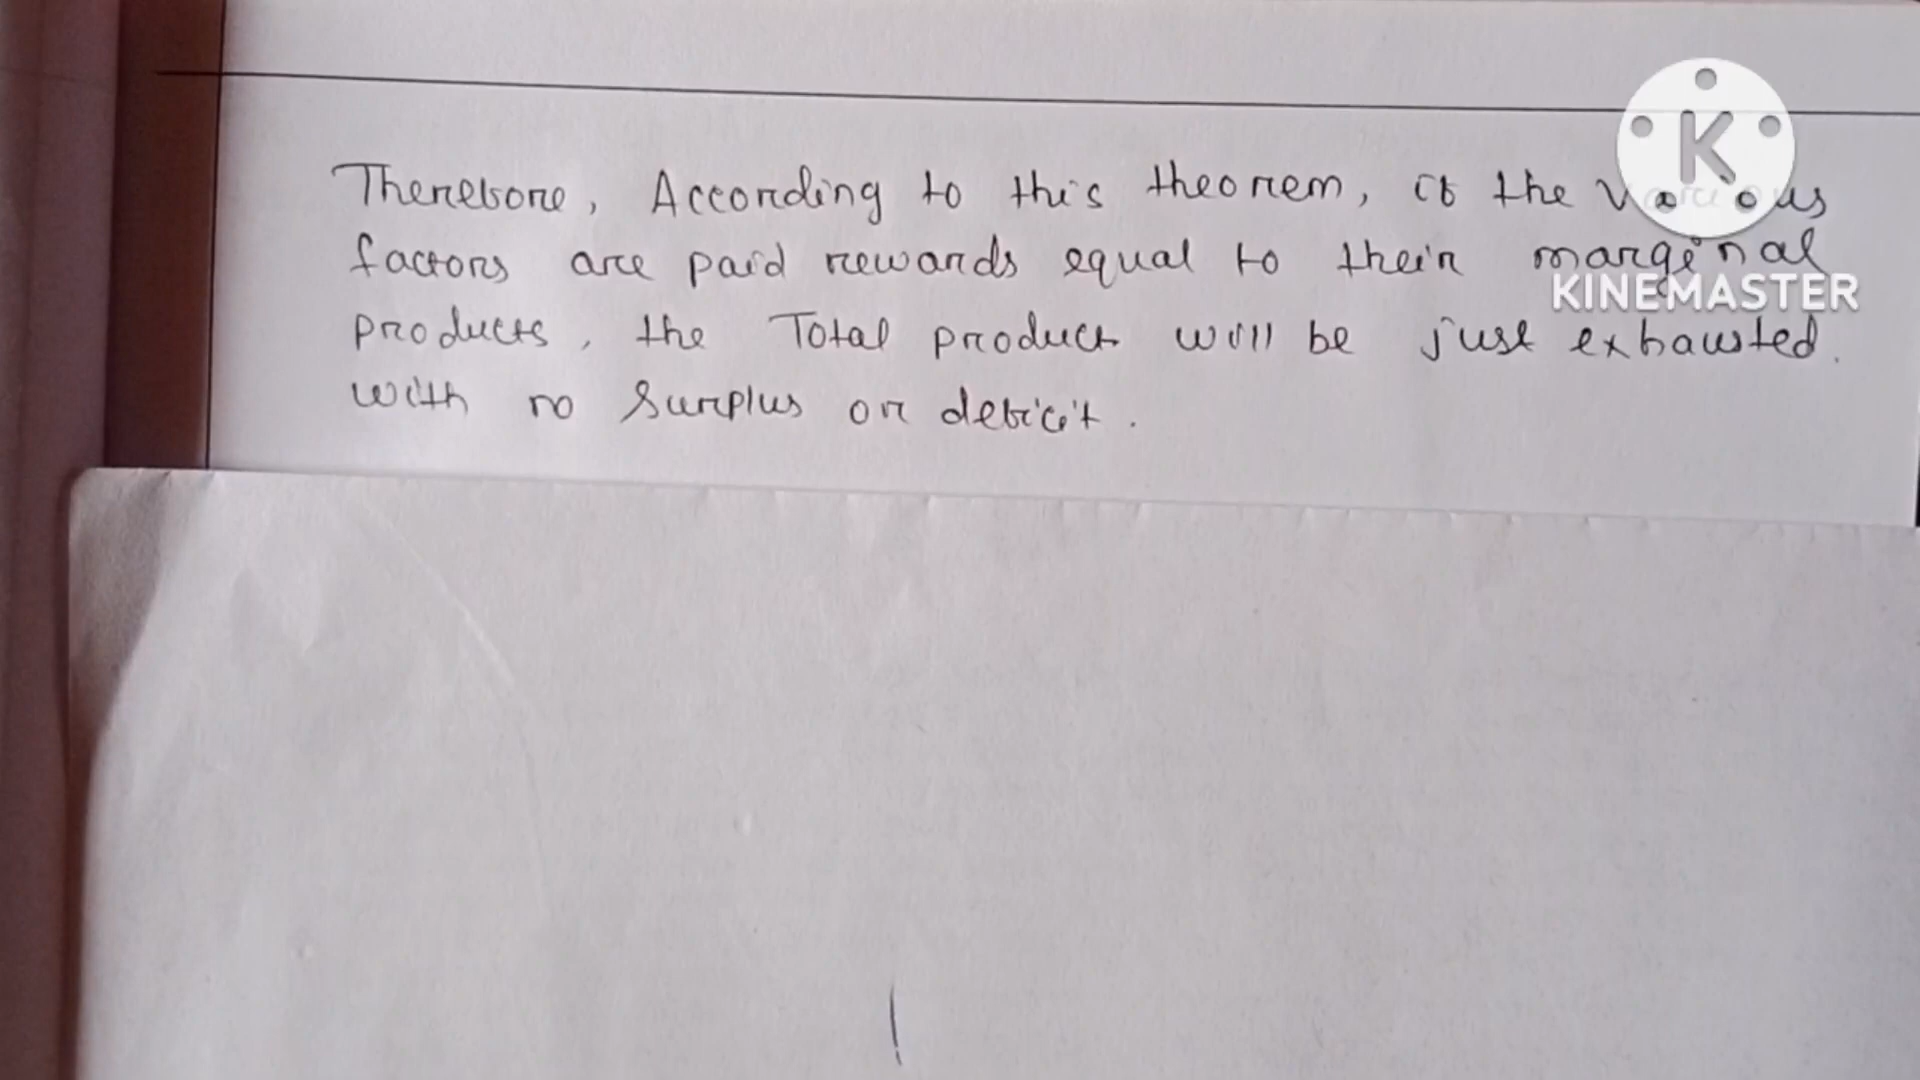 Therefore, According to this theorem, if the various
factors are paid rewards equal to their marginal
products, the Total product will be just exhausted.
with no surplus or deficit.
K
KINEMASTER